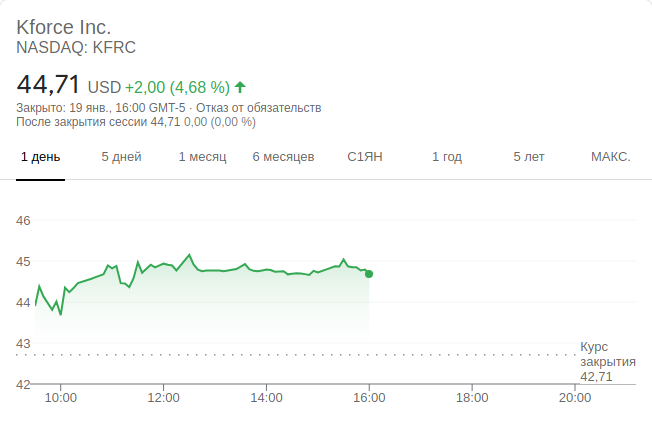 Kforce Inc.
NASDAQ: KFRC
44,71 USD +2,00 (4,68 %)
Закрыто: 19 янв., 16:00 GMT-5 · Отказ от обязательств
После закрытия сессии 44,71 0,00 (0,00 %)
1 день 5 дней 1 месяц 6 месяцев С1ЯН 1 год 5 лет МАКС.
46
45
44
43
Курс
закрытия
42,71
42
10:00 12:00 14:00 16:00 18:00 20:00